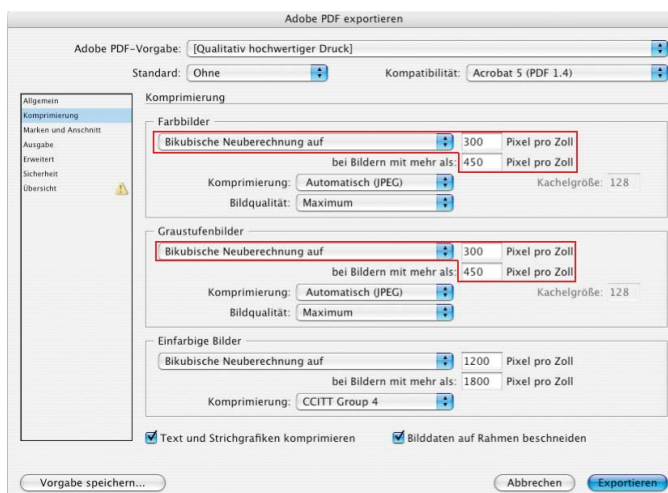 Adobe PDF exportieren
Adobe PDF-Vorgabe: [Qualitativ hochwertiger Druck]
Standard: Ohne Kompatibilität: Acrobat 5 (PDF 1.4)
Allgemein
Komprimierung
Marken und Anschnitt
Ausgabe
Erweitert
Sicherheit
Übersicht
Komprimierung
Farbbilder
Bikubische Neuberechnung auf 300 Pixel pro Zoll
bei Bildern mit mehr als: 450 Pixel pro Zoll
Komprimierung: Automatisch (JPEG) Kachelgröße: 128
Bildqualität: Maximum
Graustufenbilder
Bikubische Neuberechnung auf 300 Pixel pro Zoll
bei Bildern mit mehr als: 450 Pixel pro Zoll
Komprimierung: Automatisch (JPEG) Kachelgröße: 128
Bildqualität: Maximum
Einfarbige Bilder
Bikubische Neuberechnung auf 1200 Pixel pro Zoll
bei Bildern mit mehr als: 1800 Pixel pro Zoll
Komprimierung: CCITT Group 4
Text und Strichgrafiken komprimieren Bilddaten auf Rahmen beschneiden
Vorgabe speichern... Abbrechen Exportieren